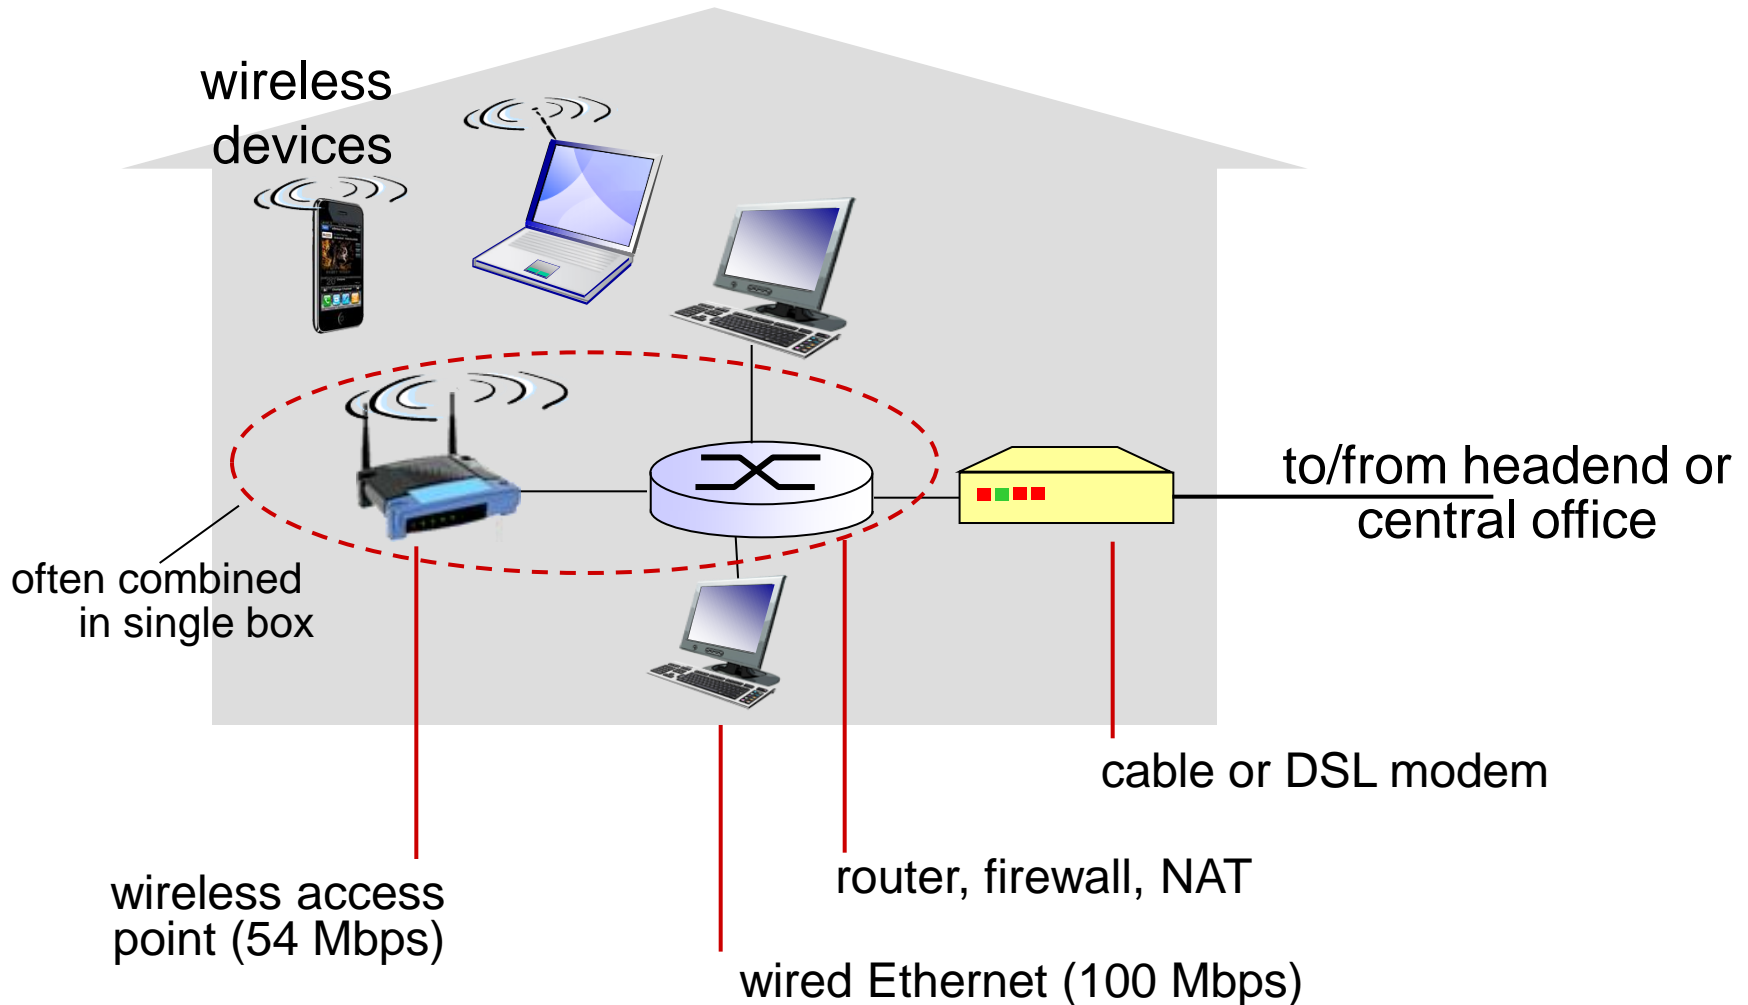 wireless
devices
to/from headend or
central office
often combined
in single box
cable or DSL modem
router, firewall, NAT
wireless access
point (54 Mbps)
wired Ethernet (100 Mbps)